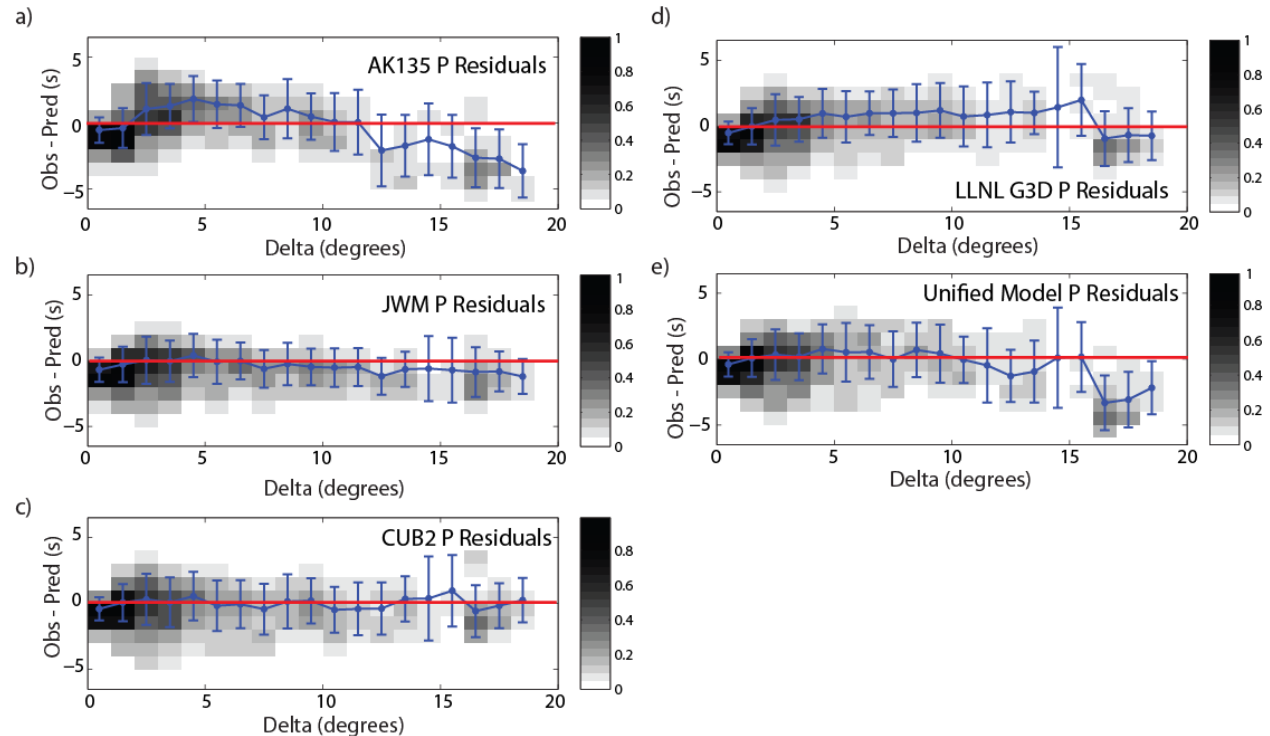 a)
AK135 P Residuals
5
0
−5
Obs - Pred (s)
0 5 10 15 20
Delta (degrees)
1
0.8
0.6
0.4
0.2
0
b)
JWM P Residuals
5
0
−5
Obs - Pred (s)
0 5 10 15 20
Delta (degrees)
1
0.8
0.6
0.4
0.2
0
c)
CUB2 P Residuals
5
0
−5
Obs - Pred (s)
0 5 10 15 20
Delta (degrees)
0.8
0.6
0.4
0.2
0
d)
LLNL G3D P Residuals
5
0
−5
Obs - Pred (s)
0 5 10 15 20
Delta (degrees)
1
0.8
0.6
0.4
0.2
0
e)
Unified Model P Residuals
5
0
−5
Obs - Pred (s)
0 5 10 15 20
Delta (degrees)
1
0.8
0.6
0.4
0.2
0